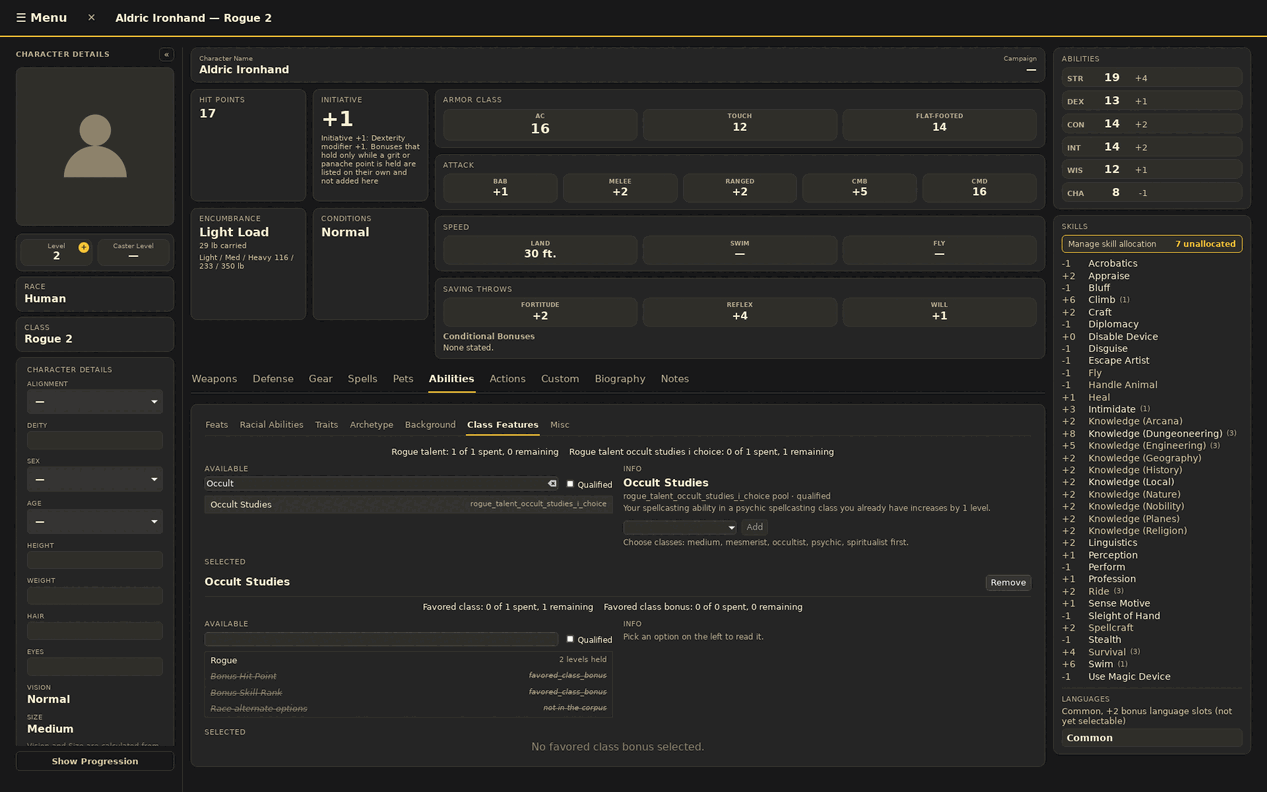 ☰ Menu
✕
Aldric Ironhand — Rogue 2
CHARACTER DETAILS
«
Level
2
+
Caster Level
—
RACE
Human
CLASS
Rogue 2
CHARACTER DETAILS
ALIGNMENT
—
DEITY
SEX
—
AGE
—
HEIGHT
WEIGHT
HAIR
EYES
VISION
Normal
SIZE
Medium
Vision and Size are calculated from
Show Progression
Character Name
Aldric Ironhand
Campaign
—
HIT POINTS
17
INITIATIVE
+1
Initiative +1: Dexterity
modifier +1. Bonuses that
hold only while a grit or
panache point is held are
listed on their own and
not added here
ENCUMBRANCE
Light Load
29 lb carried
Light / Med / Heavy 116 /
233 / 350 lb
CONDITIONS
Normal
ARMOR CLASS
AC
16
TOUCH
12
FLAT-FOOTED
14
ATTACK
BAB
+1
MELEE
+2
RANGED
+2
CMB
+5
CMD
16
SPEED
LAND
30 ft.
SWIM
—
FLY
—
SAVING THROWS
FORTITUDE
+2
REFLEX
+4
WILL
+1
Conditional Bonuses
None stated.
Weapons Defense Gear Spells Pets Abilities Actions Custom Biography Notes
Feats Racial Abilities Traits Archetype Background Class Features Misc
Rogue talent: 1 of 1 spent, 0 remaining Rogue talent occult studies i choice: 0 of 1 spent, 1 remaining
AVAILABLE
Occult
Qualified
Occult Studies rogue_talent_occult_studies_i_choice
INFO
Occult Studies
rogue_talent_occult_studies_i_choice pool · qualified
Your spellcasting ability in a psychic spellcasting class you already have increases by 1 level.
Add
Choose classes: medium, mesmerist, occultist, psychic, spiritualist first.
SELECTED
Occult Studies
Remove
Favored class: 0 of 1 spent, 1 remaining Favored class bonus: 0 of 0 spent, 0 remaining
AVAILABLE
Qualified
Rogue 2 levels held
Bonus Hit Point favored_class_bonus
Bonus Skill Rank favored_class_bonus
Race alternate options not in the corpus
INFO
Pick an option on the left to read it.
SELECTED
No favored class bonus selected.
ABILITIES
STR 19 +4
DEX 13 +1
CON 14 +2
INT 14 +2
WIS 12 +1
CHA 8 -1
SKILLS
Manage skill allocation 7 unallocated
-1 Acrobatics
+2 Appraise
-1 Bluff
+6 Climb (1)
+2 Craft
-1 Diplomacy
+0 Disable Device
-1 Disguise
-1 Escape Artist
-1 Fly
-1 Handle Animal
+1 Heal
+3 Intimidate (1)
+2 Knowledge (Arcana)
+8 Knowledge (Dungeoneering) (3)
+5 Knowledge (Engineering) (3)
+2 Knowledge (Geography)
+2 Knowledge (History)
+2 Knowledge (Local)
+2 Knowledge (Nature)
+2 Knowledge (Nobility)
+2 Knowledge (Planes)
+2 Knowledge (Religion)
+2 Linguistics
+1 Perception
-1 Perform
+1 Profession
+2 Ride (3)
+1 Sense Motive
-1 Sleight of Hand
+2 Spellcraft
-1 Stealth
+4 Survival (3)
+6 Swim (1)
-1 Use Magic Device
LANGUAGES
Common, +2 bonus language slots (not
yet selectable)
Common